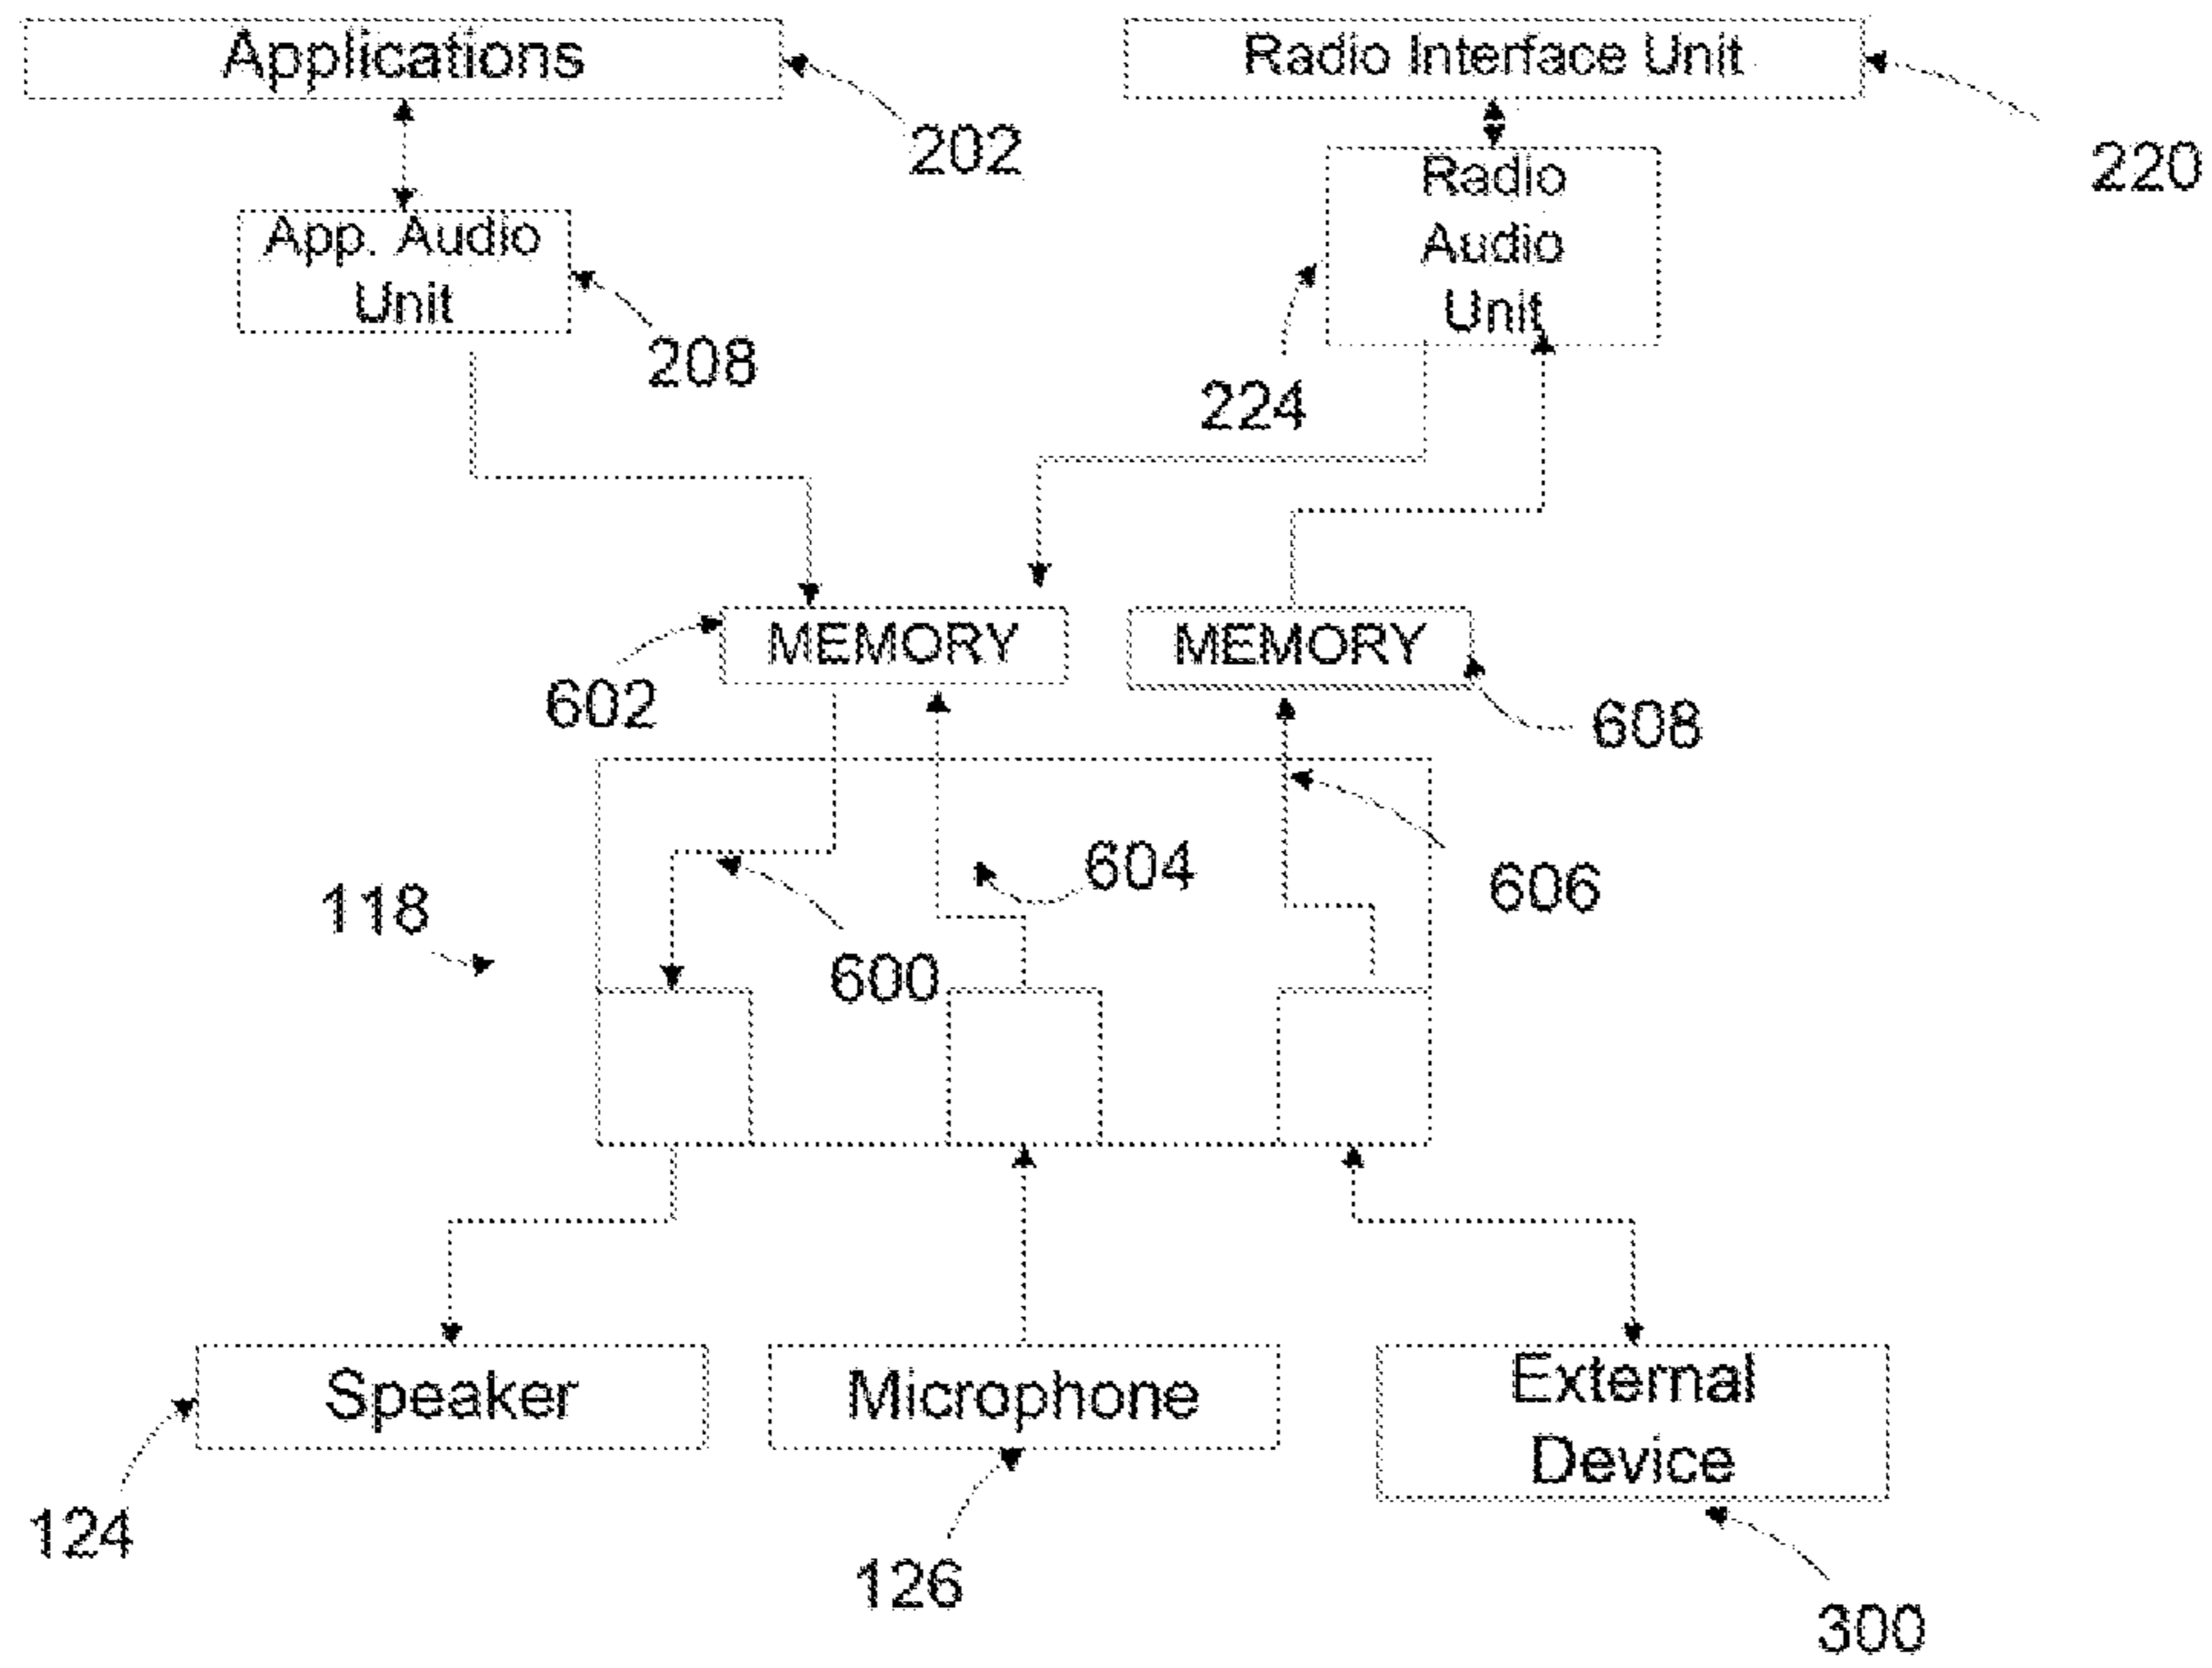 Applications
Radio Interface Unit
202
220
App. Audio
Unit
208
Radio
Audio
Unit
224
MEMORY
MEMORY
602
608
604
606
118
600
Speaker
Microphone
External
Device
124
126
300